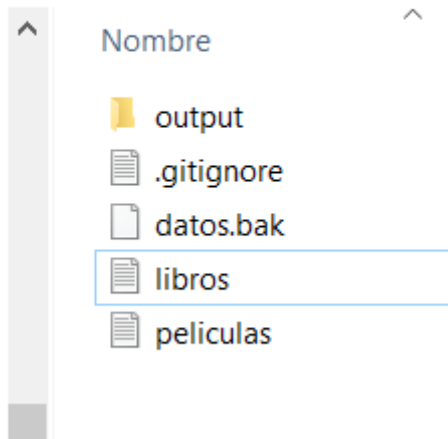 Nombre
output
.gitignore
datos.bak
libros
peliculas